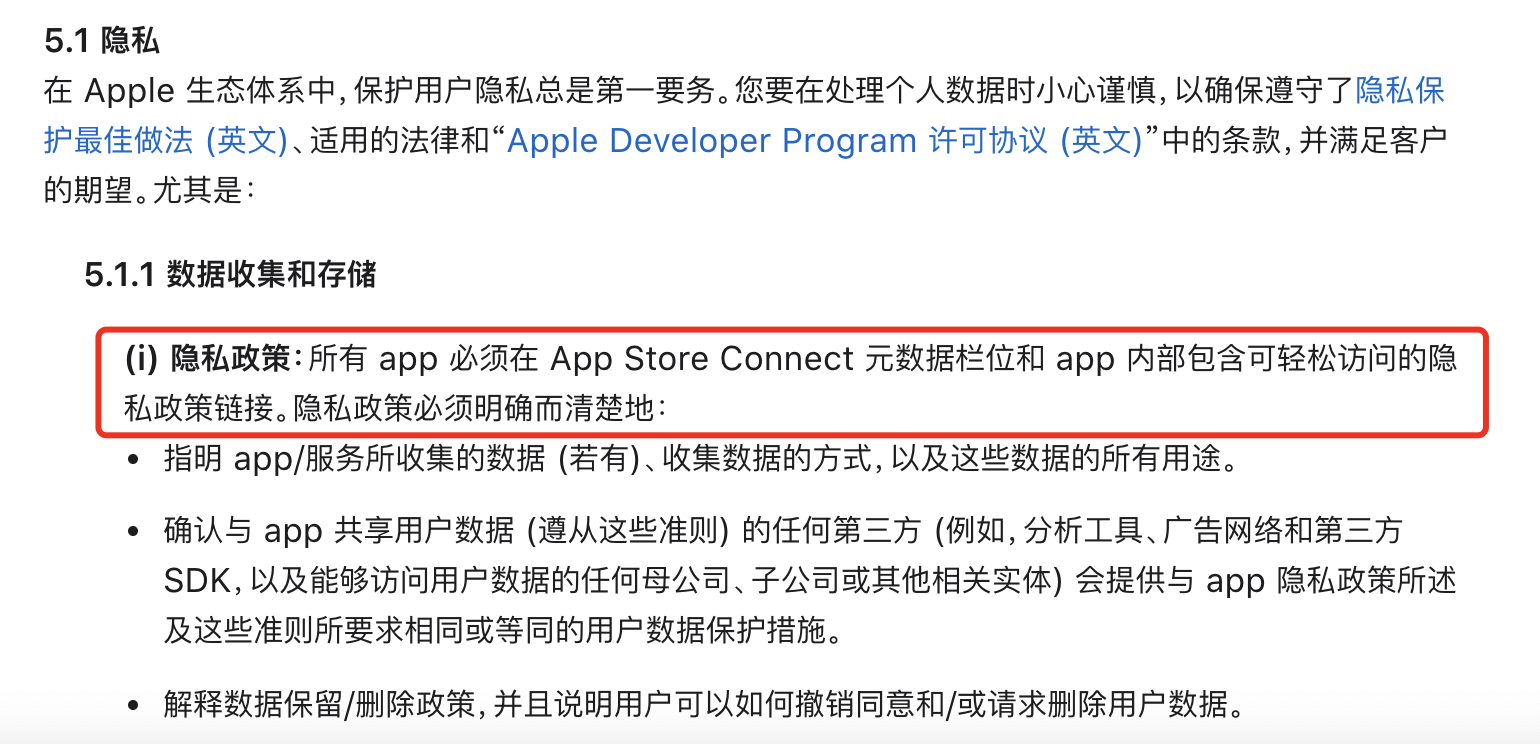 5.1 隐私
在 Apple 生态体系中，保护用户隐私总是第一要务。您要在处理个人数据时小心谨慎，以确保遵守了隐私保
护最佳做法 (英文)、适用的法律和“Apple Developer Program 许可协议 (英文)”中的条款，并满足客户
的期望。尤其是：
5.1.1 数据收集和存储
(i) 隐私政策：所有 app 必须在 App Store Connect 元数据栏位和 app 内部包含可轻松访问的隐
私政策链接。隐私政策必须明确而清楚地：
• 指明 app/服务所收集的数据 (若有)、收集数据的方式，以及这些数据的所有用途。
• 确认与 app 共享用户数据 (遵从这些准则) 的任何第三方 (例如，分析工具、广告网络和第三方
SDK，以及能够访问用户数据的任何母公司、子公司或其他相关实体) 会提供与 app 隐私政策所述
及这些准则所要求相同或等同的用户数据保护措施。
• 解释数据保留/删除政策，并且说明用户可以如何撤销同意和/或请求删除用户数据。